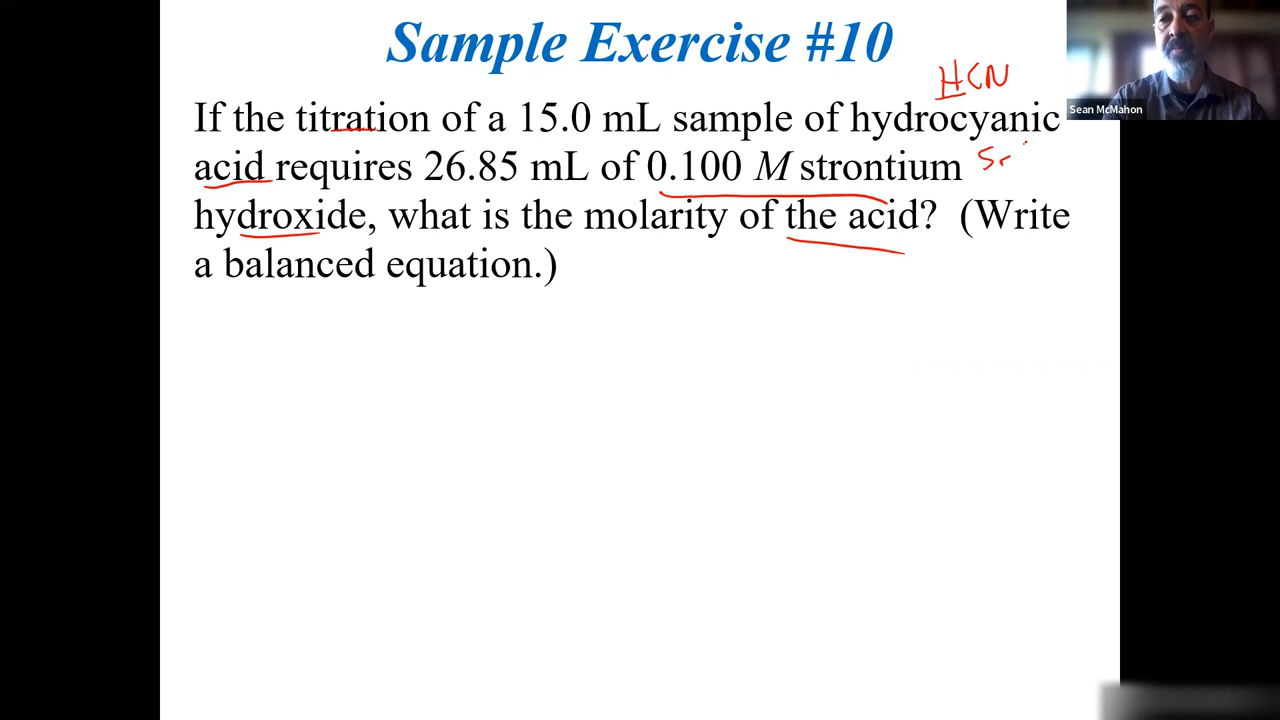 Sample Exercise #10
HCN
Sean McMahon
If the titration of a 15.0 mL sample of hydrocyanic
acid requires 26.85 mL of 0.100 M strontium
Sr
hydroxide, what is the molarity of the acid? (Write
a balanced equation.)